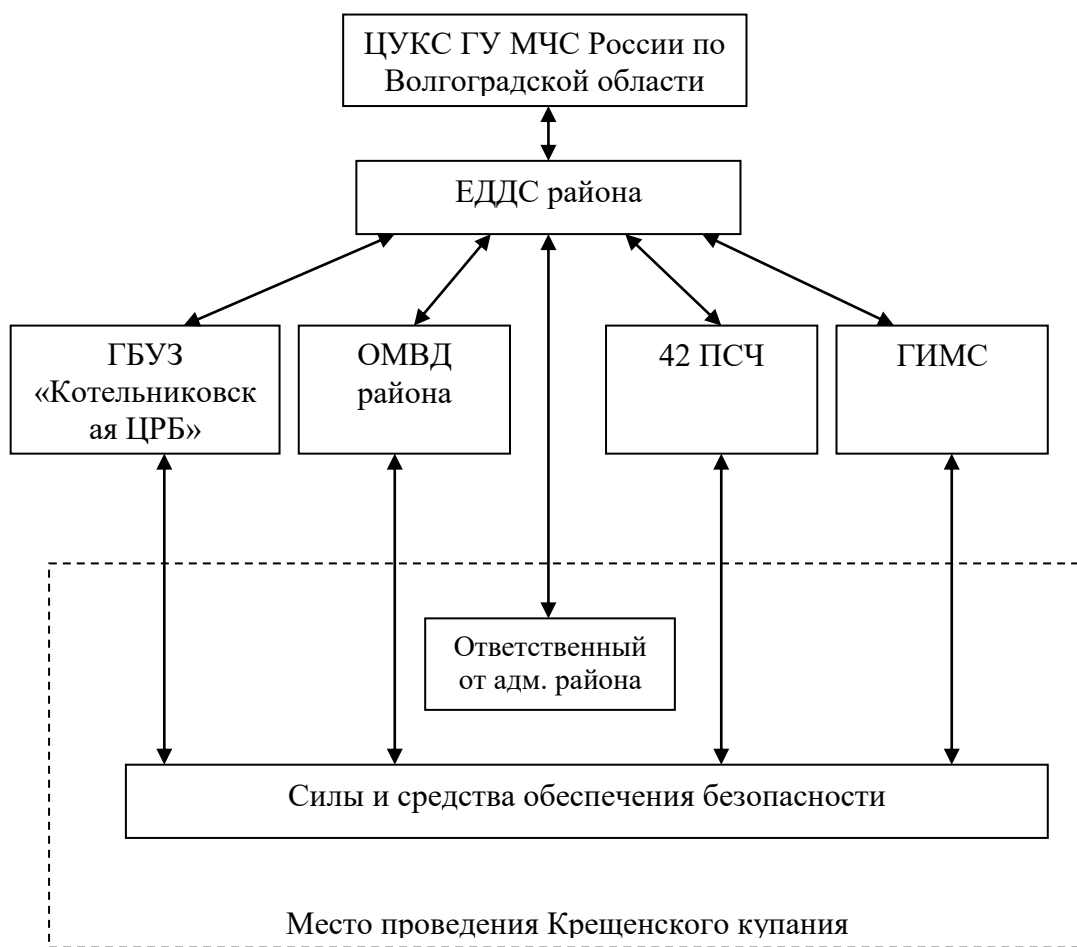 ЦУКС ГУ МЧС России по
Волгоградской области
ЕДДС района
ГБУЗ
«Котельниковск
ая ЦРБ»
ОМВД
района
42 ПСЧ
ГИМС
Ответственный
от адм. района
Силы и средства обеспечения безопасности
Место проведения Крещенского купания